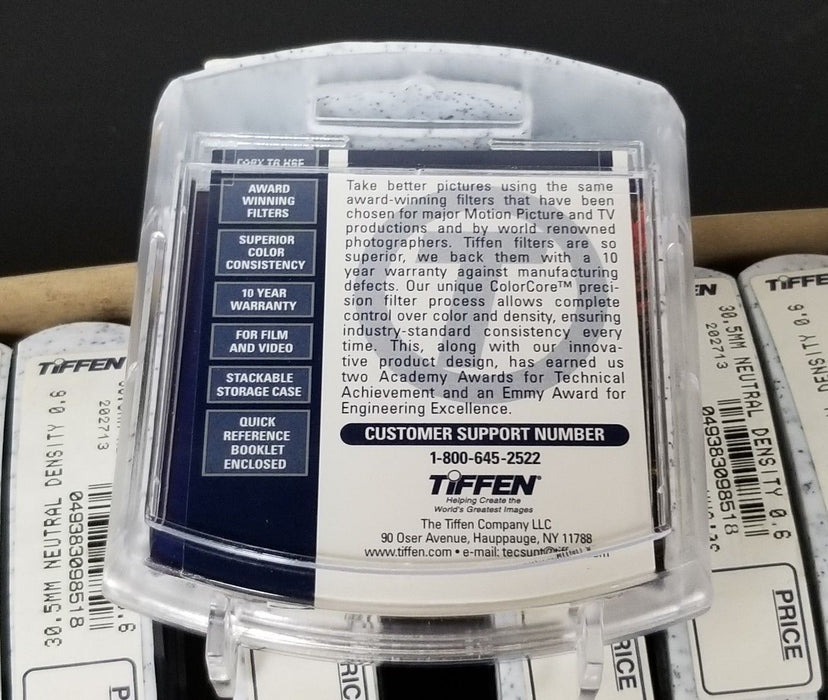 AWARD
WINNING
FILTERS
SUPERIOR
COLOR
CONSISTENCY
10 YEAR
WARRANTY
FOR FILM
AND VIDEO
STACKABLE
STORAGE CASE
QUICK
REFERENCE
BOOKLET
ENCLOSED
Take better pictures using the same
award-winning filters that have been
chosen for major Motion Picture and TV
productions and by world renowned
photographers. Tiffen filters are so
superior, we back them with a 10
year warranty against manufacturing
defects. Our unique ColorCore™ preci-
sion filter process allows complete
control over color and density, ensuring
industry-standard consistency every
time. This, along with our innova-
tive product design, has earned us
two Academy Awards for Technical
Achievement and an Emmy Award for
Engineering Excellence.
CUSTOMER SUPPORT NUMBER
1-800-645-2522
TIFFEN®
Helping Create the
World's Greatest Images
The Tiffen Company LLC
90 Oser Avenue, Hauppauge, NY 11788
www.tiffen.com • e-mail:
TIFFEN
30.5MM NEUTRAL DENSITY 0.6
202713
049383098518
30.5MM NEUTRAL DENSITY 0.6
202713
049383098518
PRICE
TIFFE